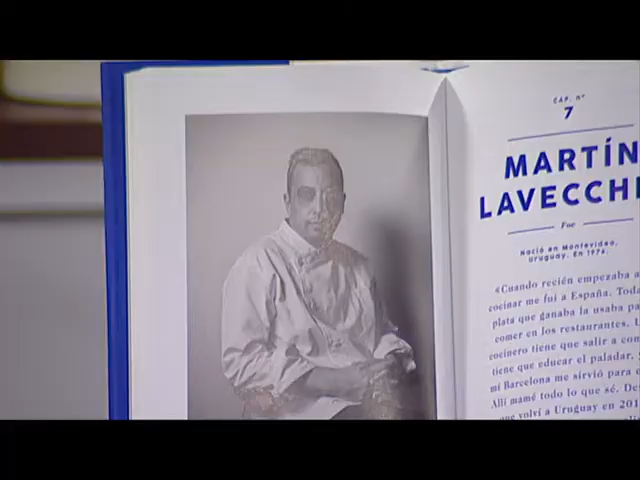 CAP. Nº
7
MARTÍN
LAVECCHI
Foc
Nació en Montevideo,
Uruguay. En 1976.
«Cuando recién empezaba a
cocinar me fui a España. Toda
plata que ganaba la usaba pa
comer en los restaurantes. 
cocinero tiene que salir a com
tiene que educar el paladar.
mi Barcelona me sirvió para
Allí mamé todo lo que sé. De
que volví a Uruguay en 201